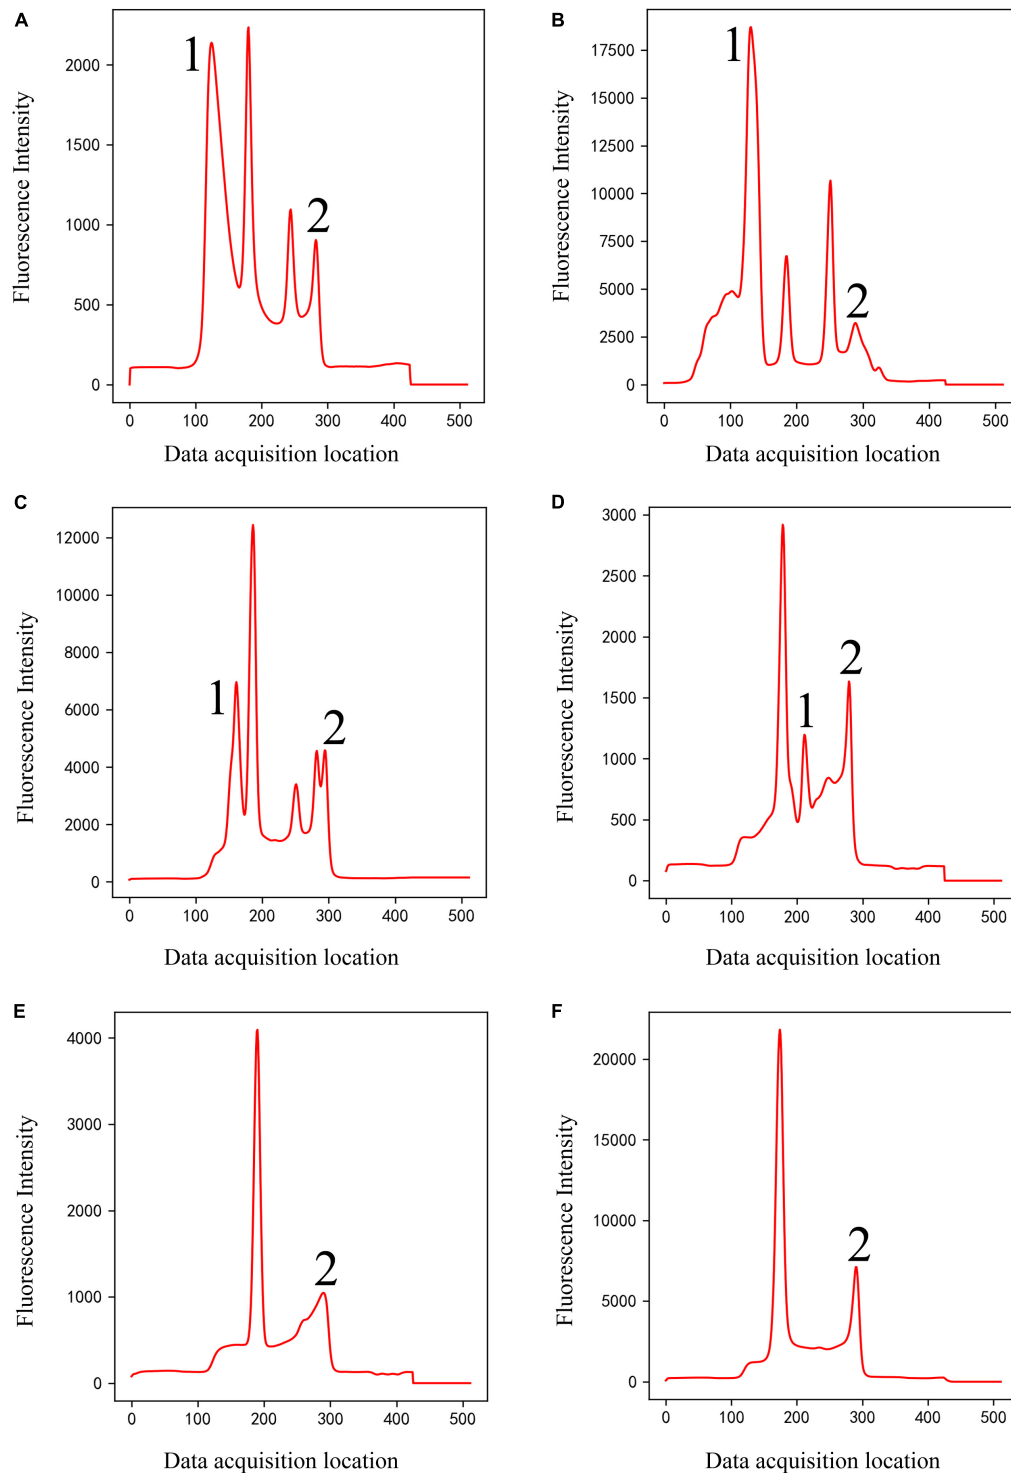 A
Fluorescence Intensity
2000
1500
1000
500
0
1
2
0 100 200 300 400 500
Data acquisition location
B
Fluorescence Intensity
17500
15000
12500
10000
7500
5000
2500
0
1
2
0 100 200 300 400 500
Data acquisition location
C
Fluorescence Intensity
12000
10000
8000
6000
4000
2000
0
1
2
0 100 200 300 400 500
Data acquisition location
D
Fluorescence Intensity
3000
2500
2000
1500
1000
500
0
1
2
0 100 200 300 400 500
Data acquisition location
E
Fluorescence Intensity
4000
3000
2000
1000
0
2
0 100 200 300 400 500
Data acquisition location
F
Fluorescence Intensity
20000
15000
10000
5000
0
2
0 100 200 300 400 500
Data acquisition location